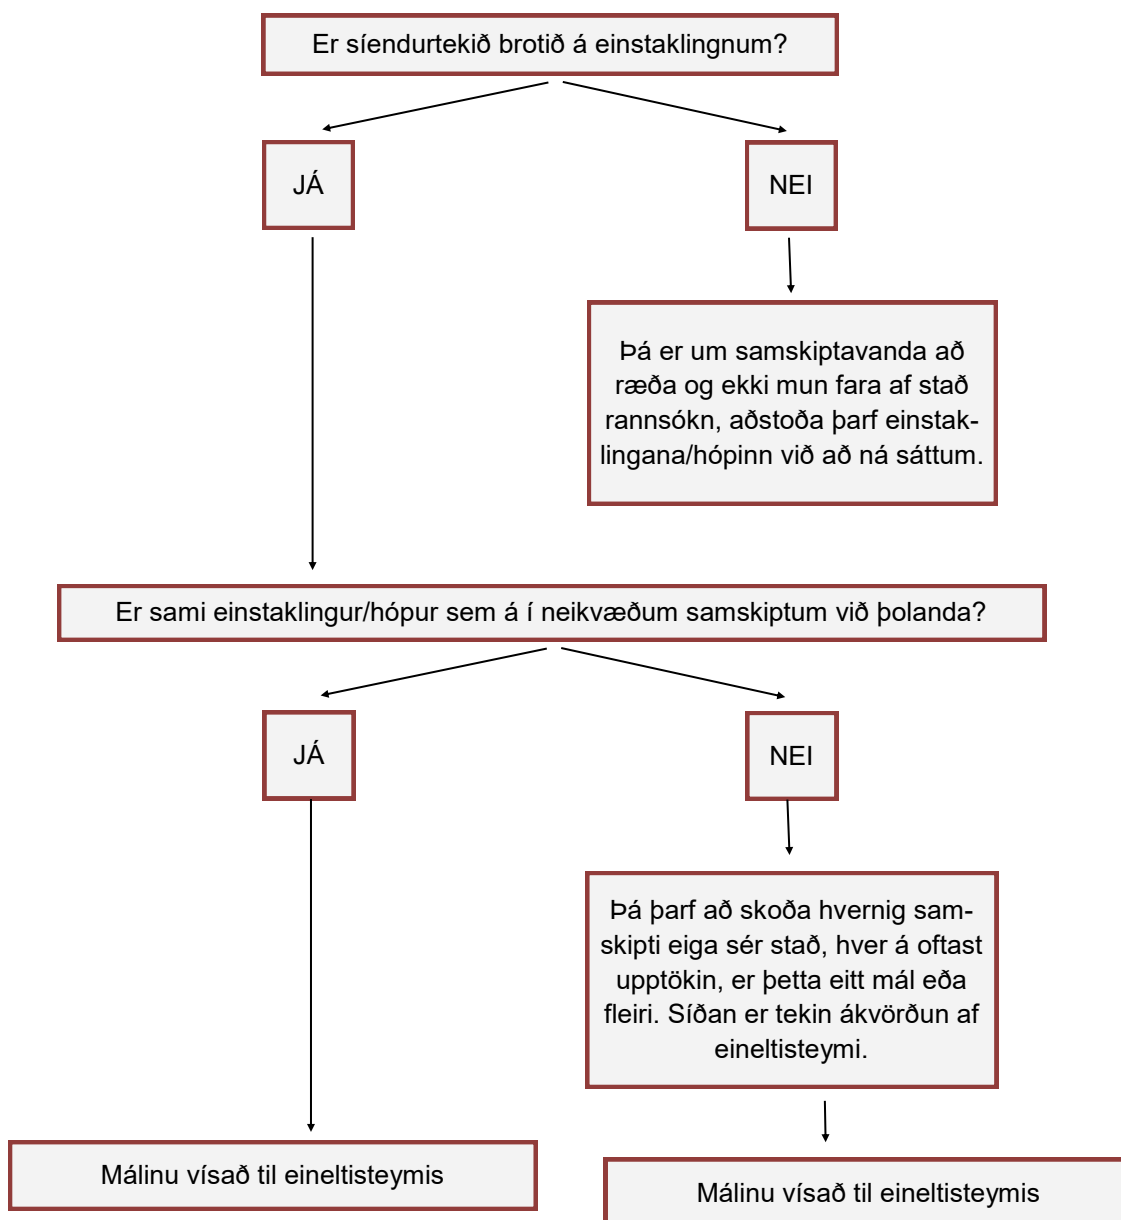 Er síendurtekið brotið á einstaklingnum?
JÁ
NEI
Þá er um samskiptavanda að
ræða og ekki mun fara af stað
rannsókn, aðstoða þarf einstak-
lingana/hópinn við að ná sáttum.
Er sami einstaklingur/hópur sem á í neikvæðum samskiptum við þolanda?
JÁ
NEI
Þá þarf að skoða hvernig sam-
skipti eiga sér stað, hver á oftast
upptökin, er þetta eitt mál eða
fleiri. Síðan er tekin ákvörðun af
eineltisteymi.
Málinu vísað til eineltisteymis
Málinu vísað til eineltisteymis